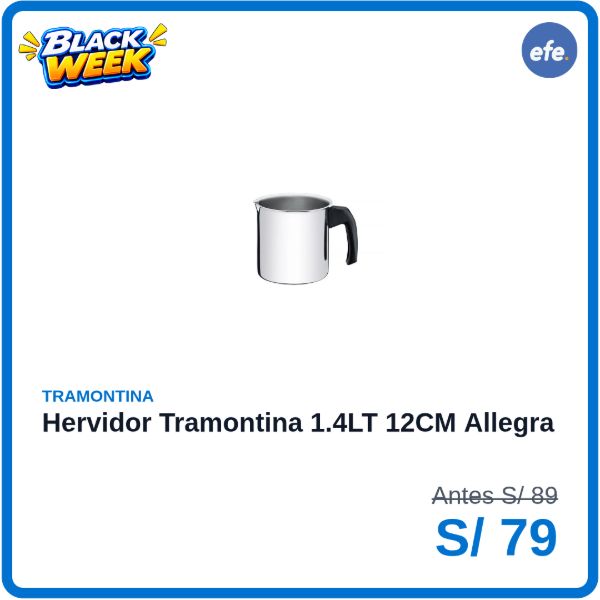 BLACK
WEEK
efe.
TRAMONTINA
Hervidor Tramontina 1.4LT 12CM Allegra
Antes S/ 89
S/ 79